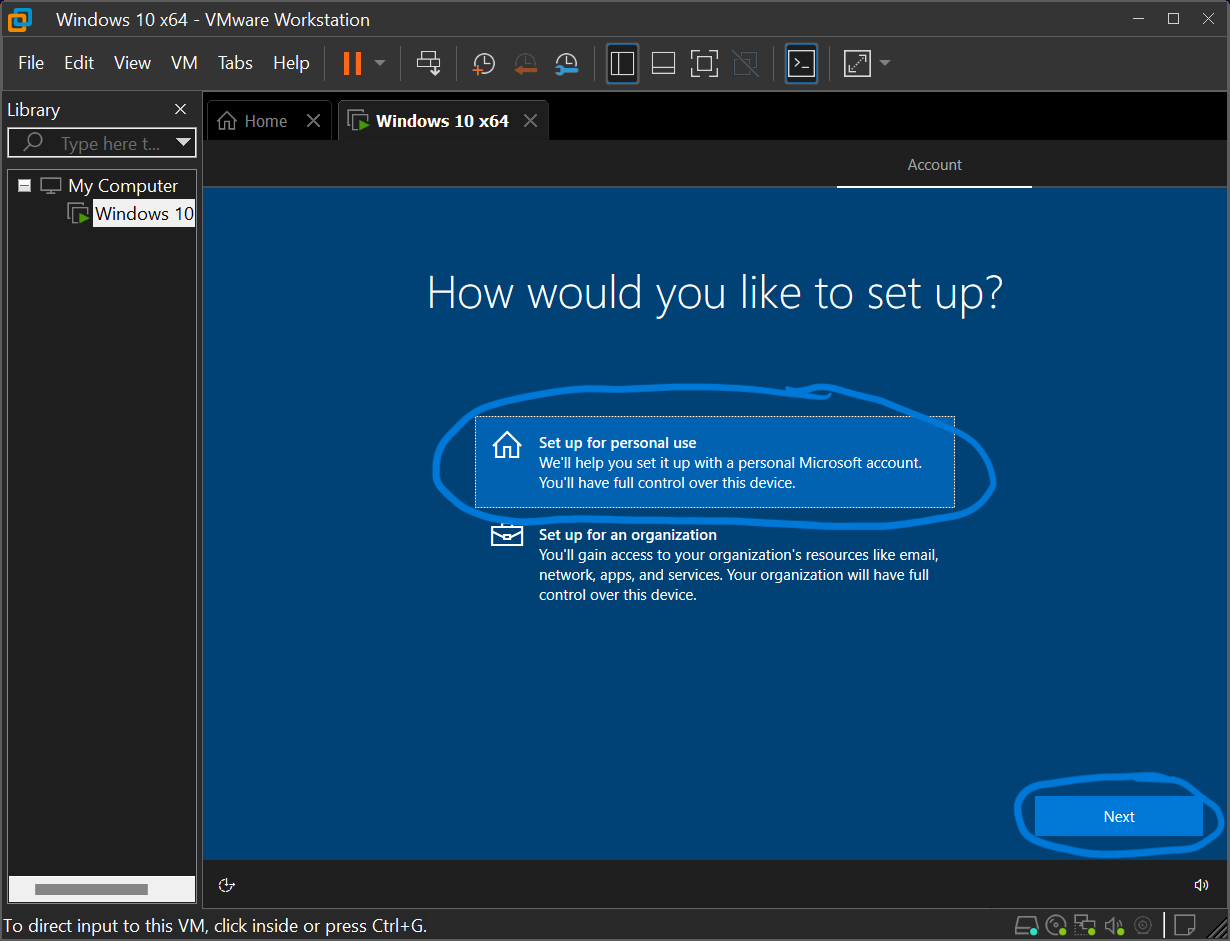 Windows 10 x64 - VMware Workstation
File Edit View VM Tabs Help
Library
Type here t...
My Computer
Windows 10
Home
Windows 10 x64
Account
How would you like to set up?
Set up for personal use
We'll help you set it up with a personal Microsoft account.
You'll have full control over this device.
Set up for an organization
You'll gain access to your organization's resources like email,
network, apps, and services. Your organization will have full
control over this device.
Next
To direct input to this VM, click inside or press Ctrl+G.